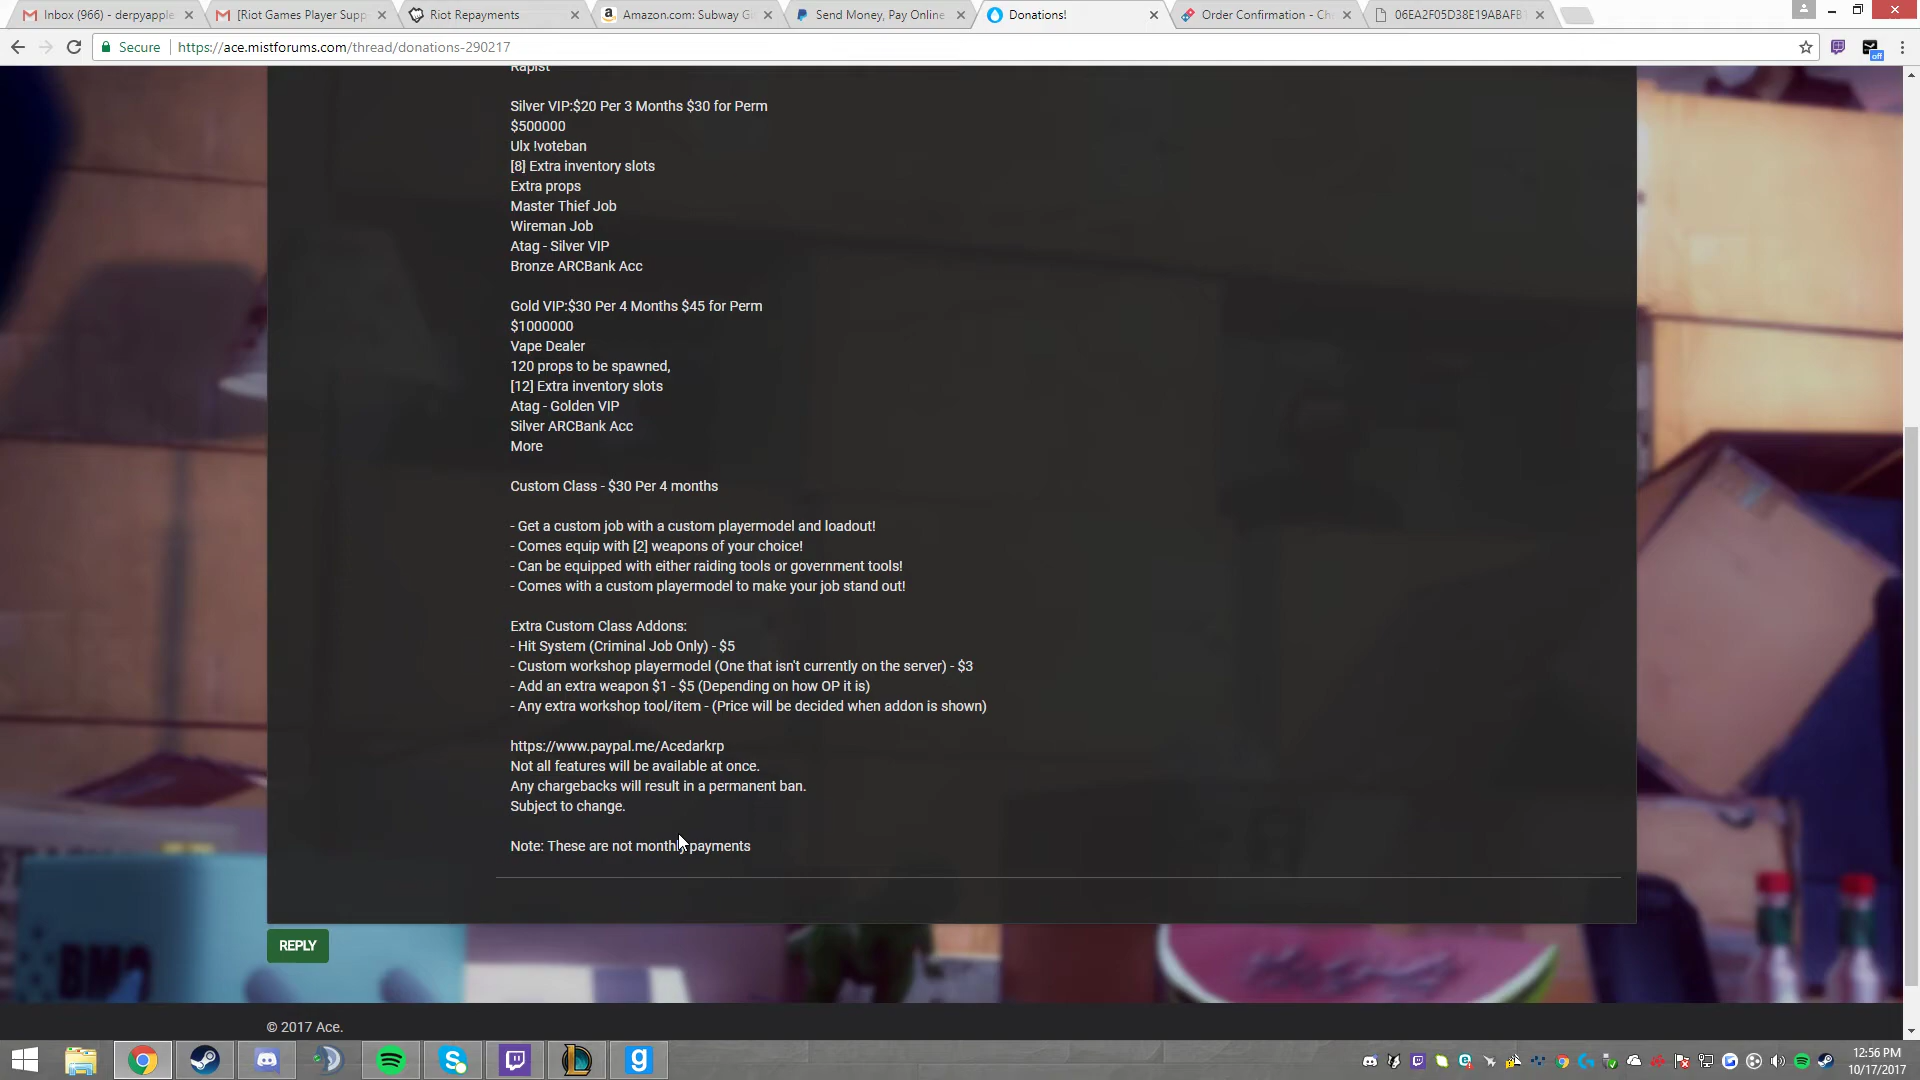 Inbox (966) - derpyapple
[Riot Games Player Supp
Riot Repayments
Amazon.com: Subway Gi
Send Money, Pay Online
Donations!
Order Confirmation - Ch
06EA2F05D38E19ABAFB
Secure
https://ace.mistforums.com/thread/donations-290217
off
Rapist
Silver VIP:$20 Per 3 Months $30 for Perm
$500000
Ulx !voteban
[8] Extra inventory slots
Extra props
Master Thief Job
Wireman Job
Atag - Silver VIP
Bronze ARCBank Acc
Gold VIP:$30 Per 4 Months $45 for Perm
$1000000
Vape Dealer
120 props to be spawned,
[12] Extra inventory slots
Atag - Golden VIP
Silver ARCBank Acc
More
Custom Class - $30 Per 4 months
- Get a custom job with a custom playermodel and loadout!
- Comes equip with [2] weapons of your choice!
- Can be equipped with either raiding tools or government tools!
- Comes with a custom playermodel to make your job stand out!
Extra Custom Class Addons:
- Hit System (Criminal Job Only) - $5
- Custom workshop playermodel (One that isn't currently on the server) - $3
- Add an extra weapon $1 - $5 (Depending on how OP it is)
- Any extra workshop tool/item - (Price will be decided when addon is shown)
https://www.paypal.me/Acedarkrp
Not all features will be available at once.
Any chargebacks will result in a permanent ban.
Subject to change.
Note: These are not monthly payments
REPLY
BMO
© 2017 Ace.
12:56 PM
10/17/2017